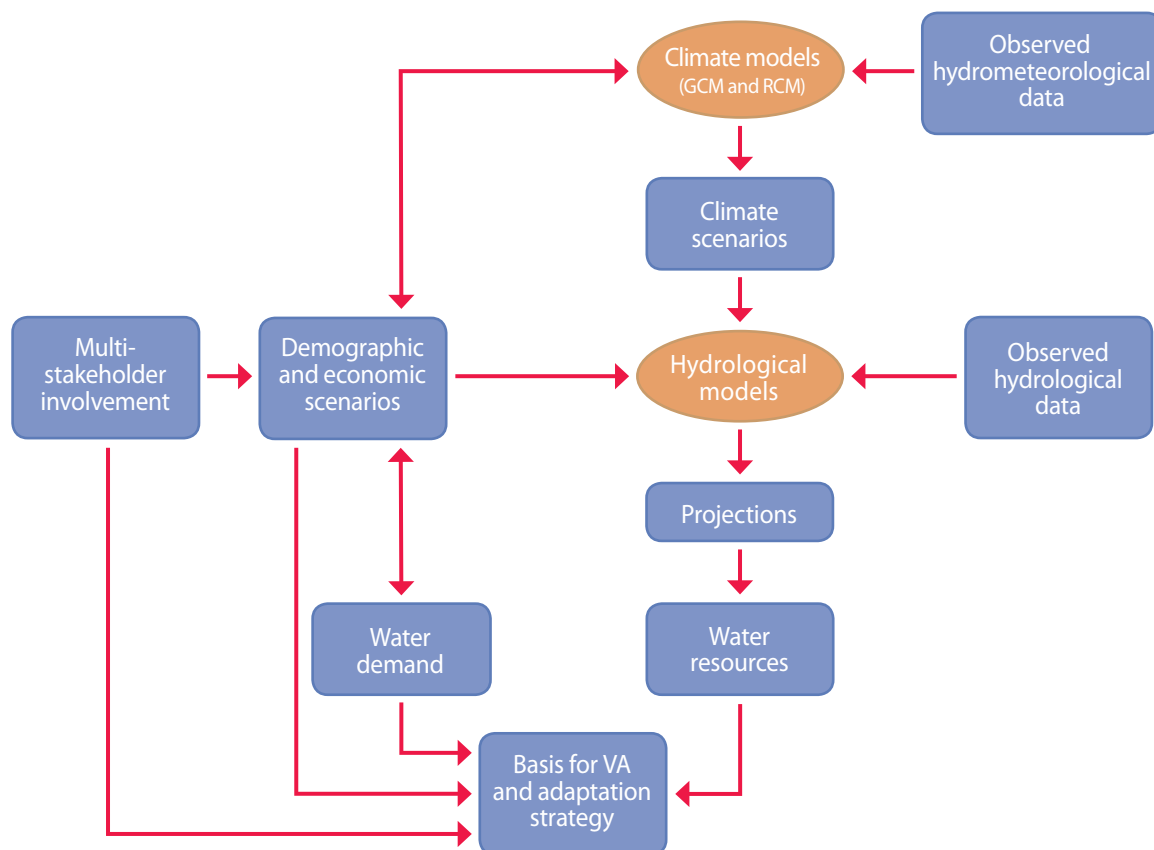 Climate models
(GCM and RCM)
Observed
hydrometeorological
data
Climate
scenarios
Multi-
stakeholder
involvement
Demographic
and economic
scenarios
Hydrological
models
Observed
hydrological
data
Projections
Water
demand
Water
resources
Basis for VA
and adaptation
strategy